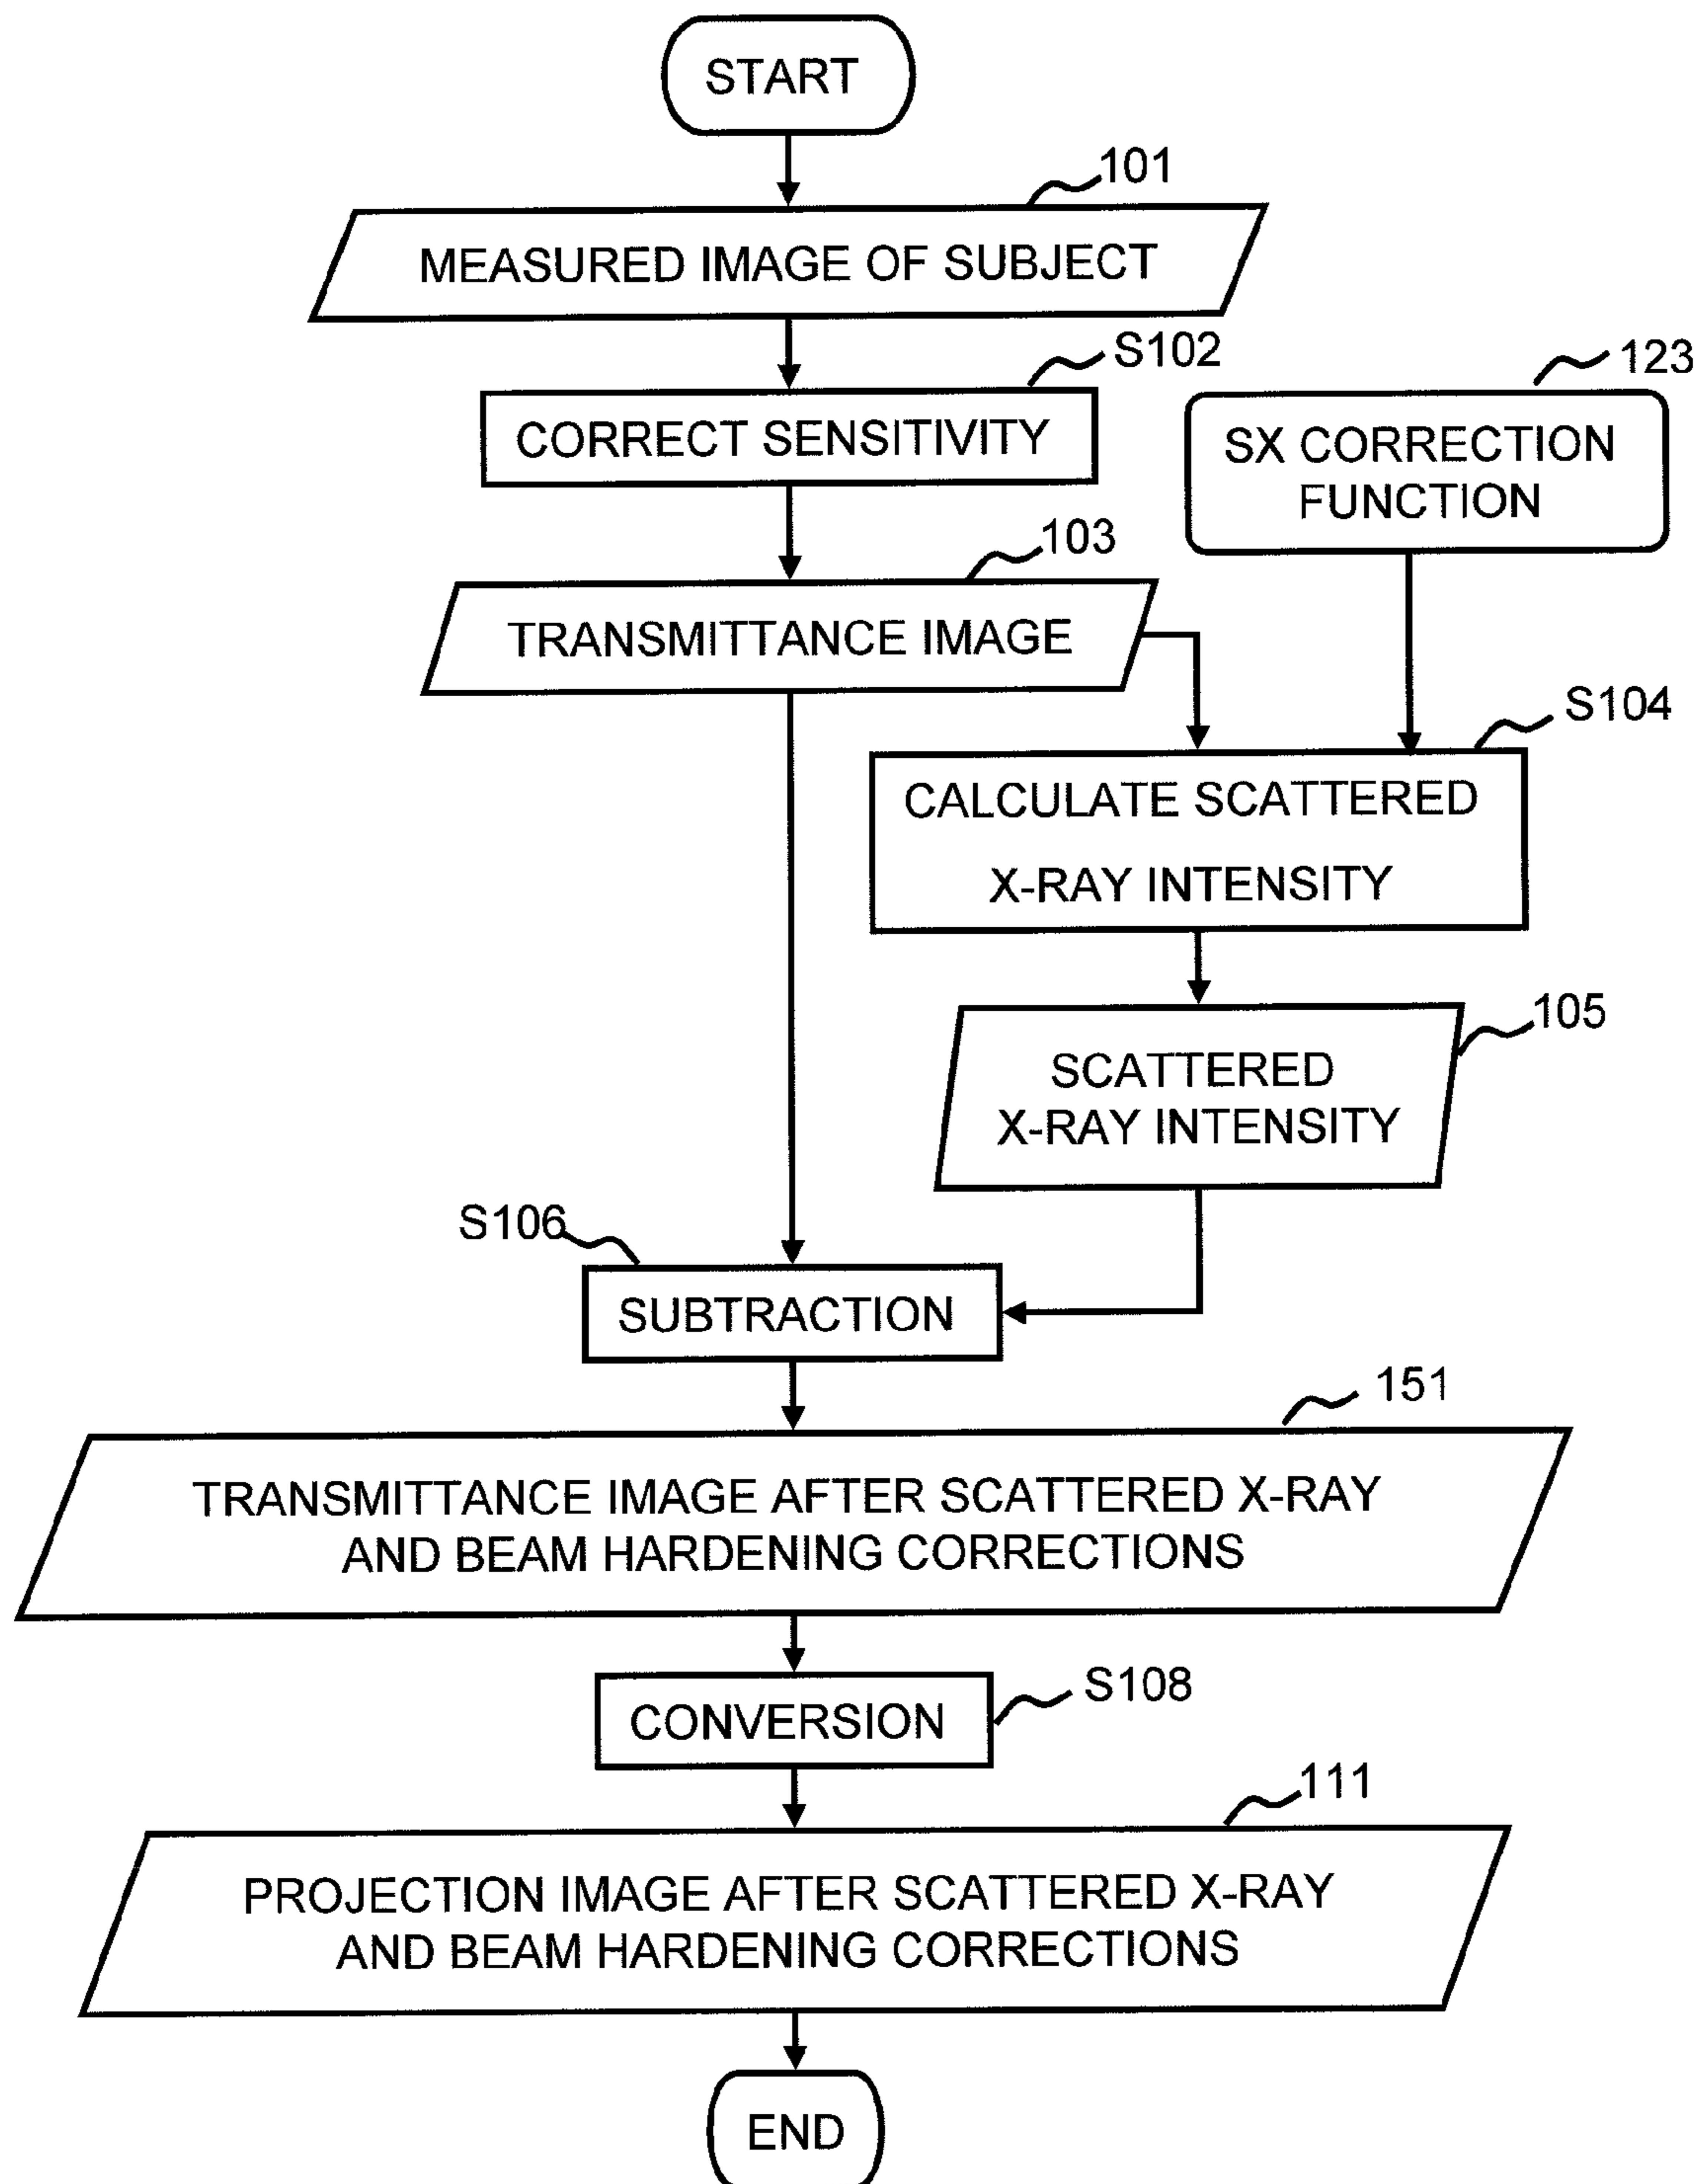 START
101
MEASURED IMAGE OF SUBJECT
S102
CORRECT SENSITIVITY
123
SX CORRECTION
FUNCTION
103
TRANSMITTANCE IMAGE
S104
CALCULATE SCATTERED
X-RAY INTENSITY
105
SCATTERED
X-RAY INTENSITY
S106
SUBTRACTION
151
TRANSMITTANCE IMAGE AFTER SCATTERED X-RAY
AND BEAM HARDENING CORRECTIONS
CONVERSION
S108
111
PROJECTION IMAGE AFTER SCATTERED X-RAY
AND BEAM HARDENING CORRECTIONS
END